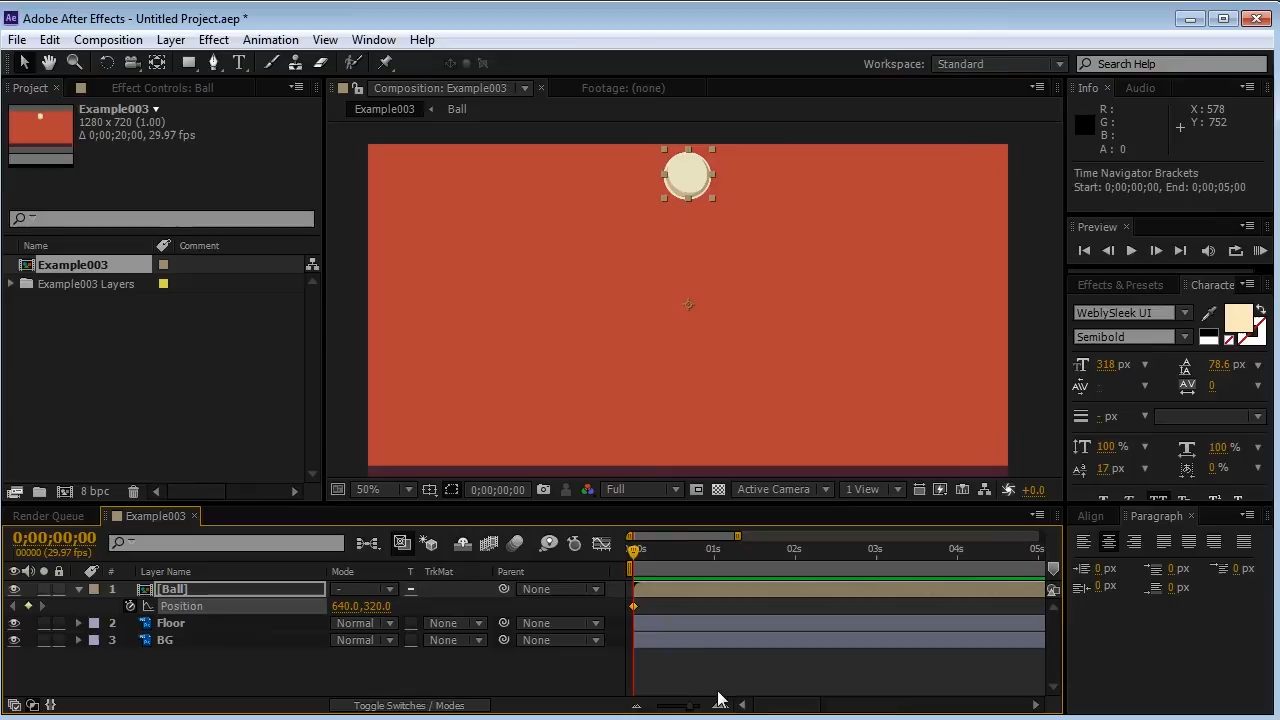 Adobe After Effects - Untitled Project.aep *
File Edit Composition Layer Effect Animation View Window Help
Workspace: Standard Search Help
Project × Effect Controls: Ball
Composition: Example003 × Footage: (none)
Info × Audio
Example003 ▾
1280 x 720 (1.00)
Δ 0;00;20;00, 29.97 fps
Example003 ◂ Ball
R :
G :
B :
A : 0
X : 578
Y : 752
Time Navigator Brackets
Start: 0;00;00;00, End: 0;00;05;00
Preview ×
Name Comment
Example003
Example003 Layers
Effects & Presets Characte
WeblySleek UI
Semibold
318 px 78.6 px
- 0
- px
100 % 100 %
17 px 0 %
8 bpc
50% 0;00;00;00 Full Active Camera 1 View +0.0
Render Queue Example003 ×
Align Paragraph ×
0;00;00;00
00000 (29.97 fps)
01s 02s 03s 04s 05s
# Layer Name Mode T TrkMat Parent
1 [Ball] - None
Position 640.0,320.0
2 Floor Normal None None
3 BG Normal None None
0 px 0 px 0 px
0 px 0 px
Toggle Switches / Modes